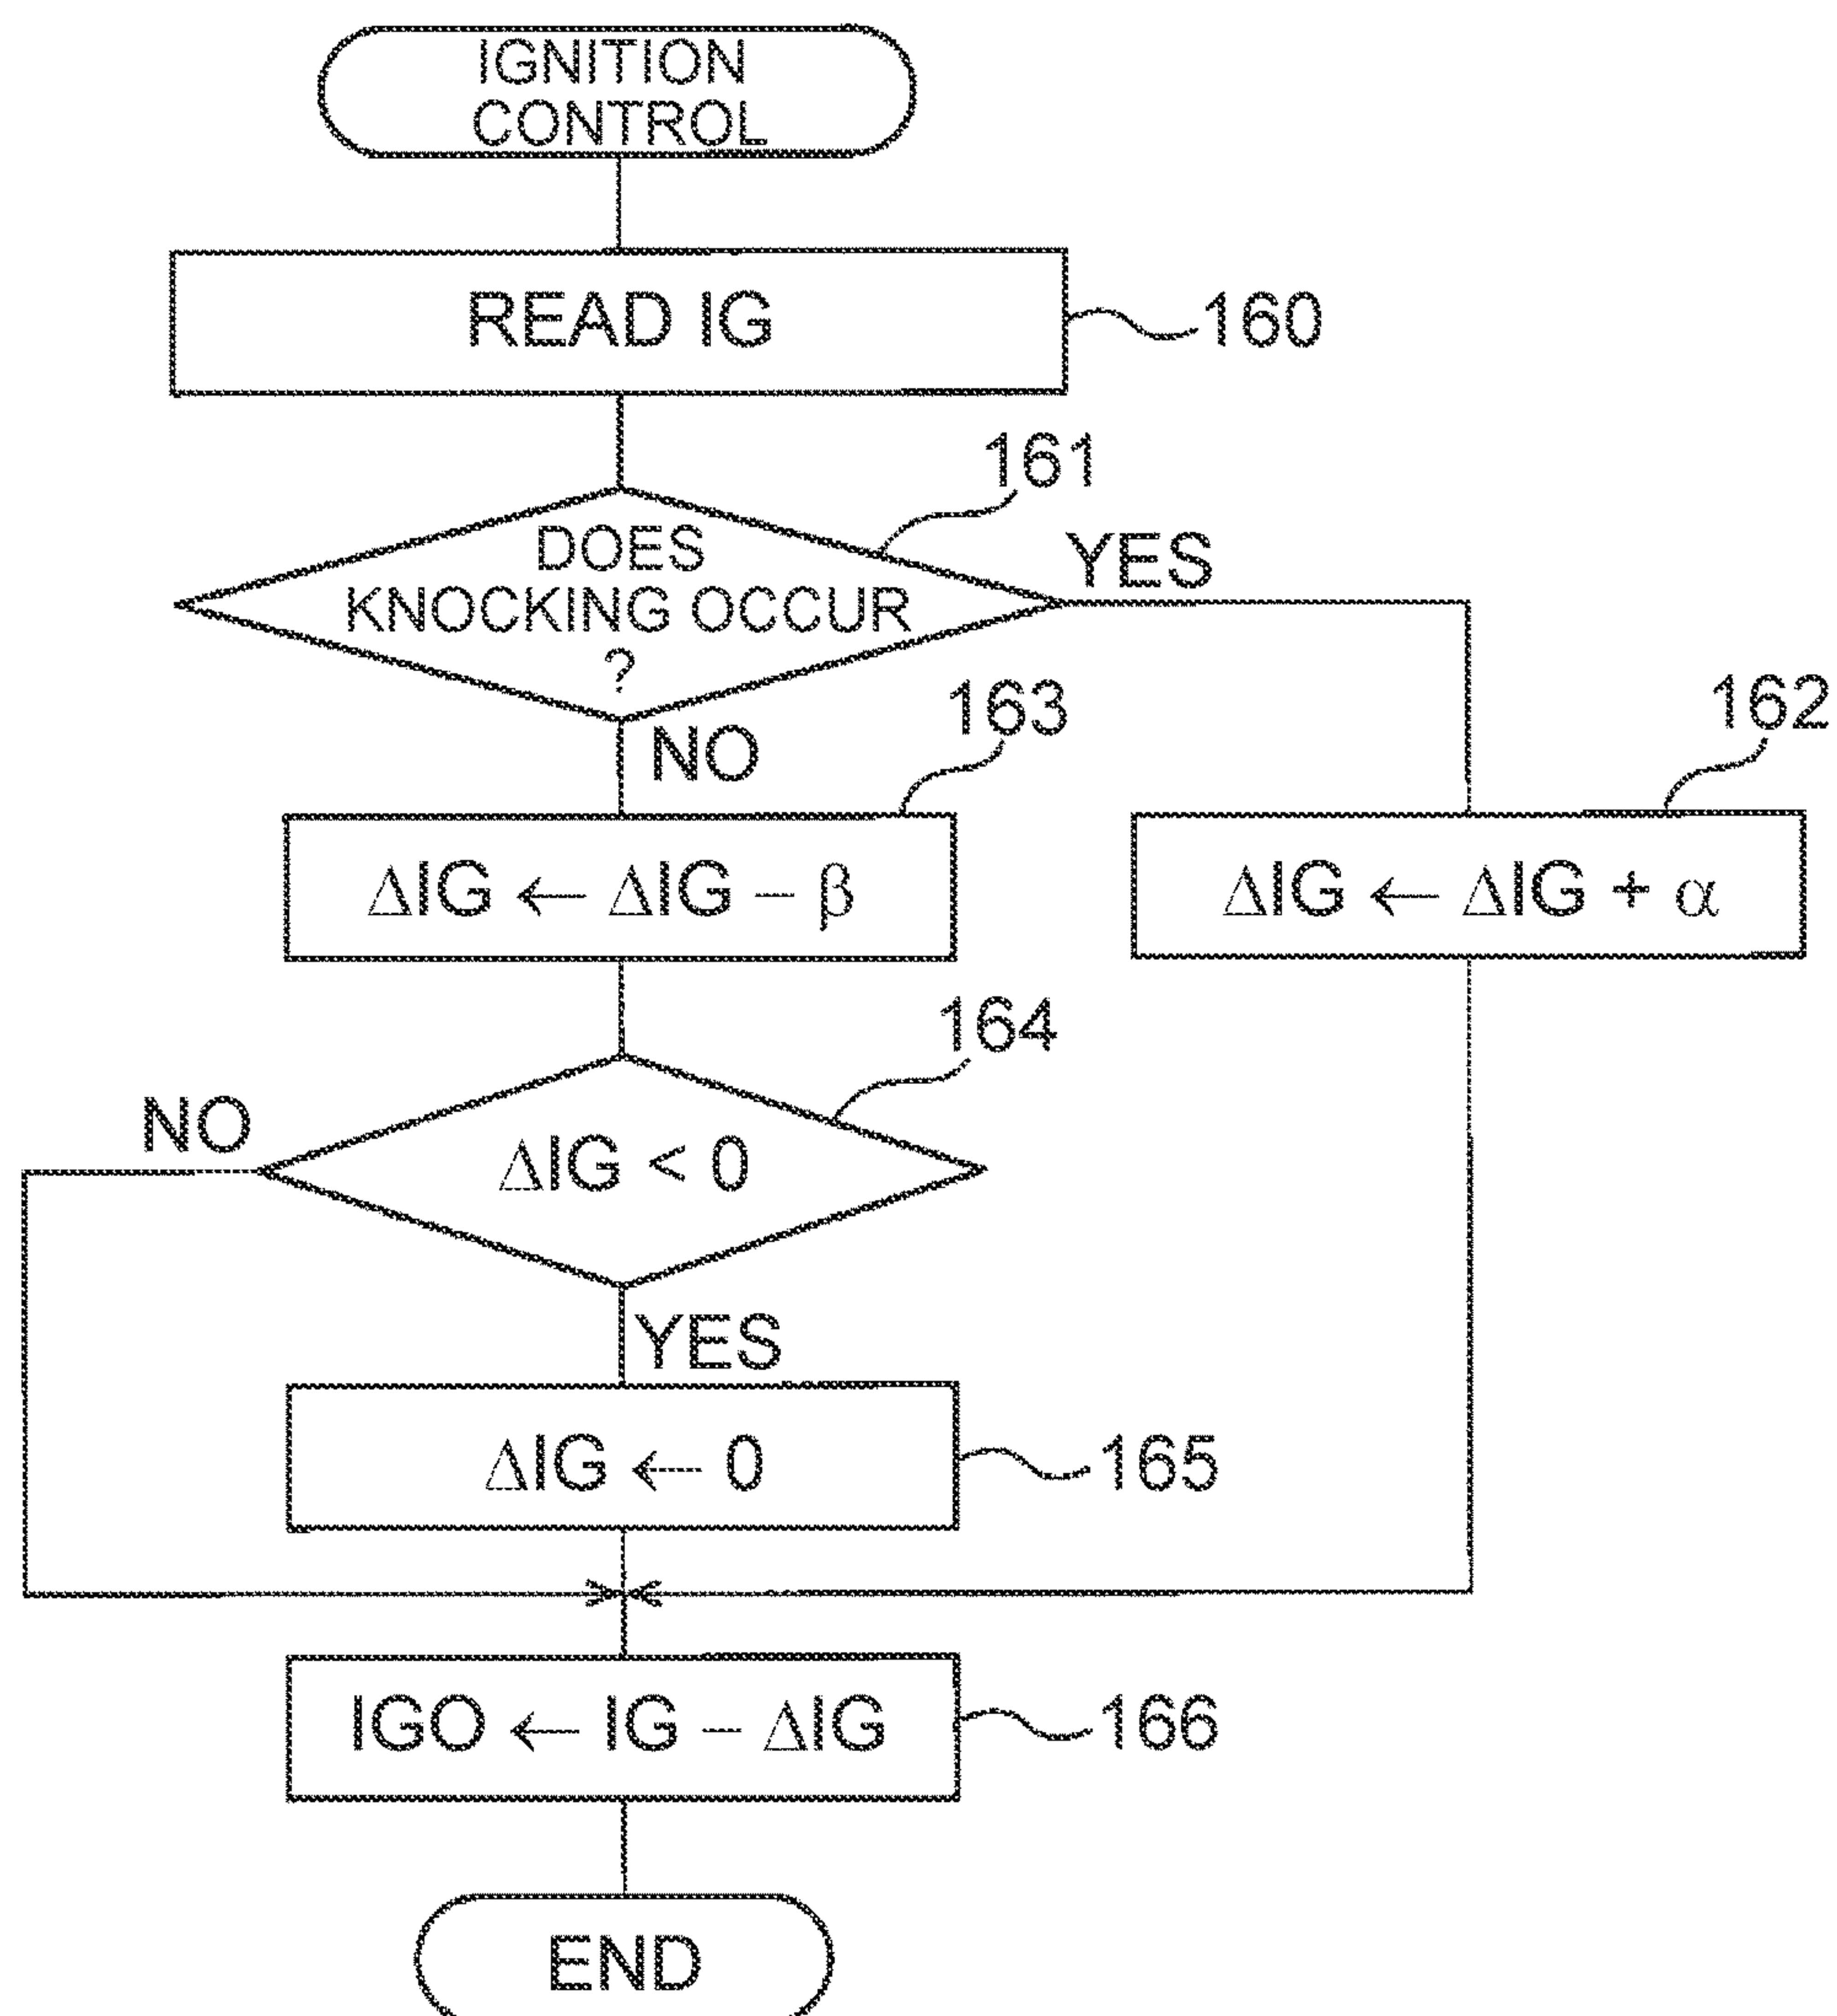 IGNITION
CONTROL
READ IG
160
161
DOES
KNOCKING OCCUR
?
YES
NO
163
162
ΔIG ← ΔIG – β
ΔIG ← ΔIG + α
164
NO
ΔIG < 0
YES
ΔIG ← 0
165
IGO ← IG – ΔIG
166
END